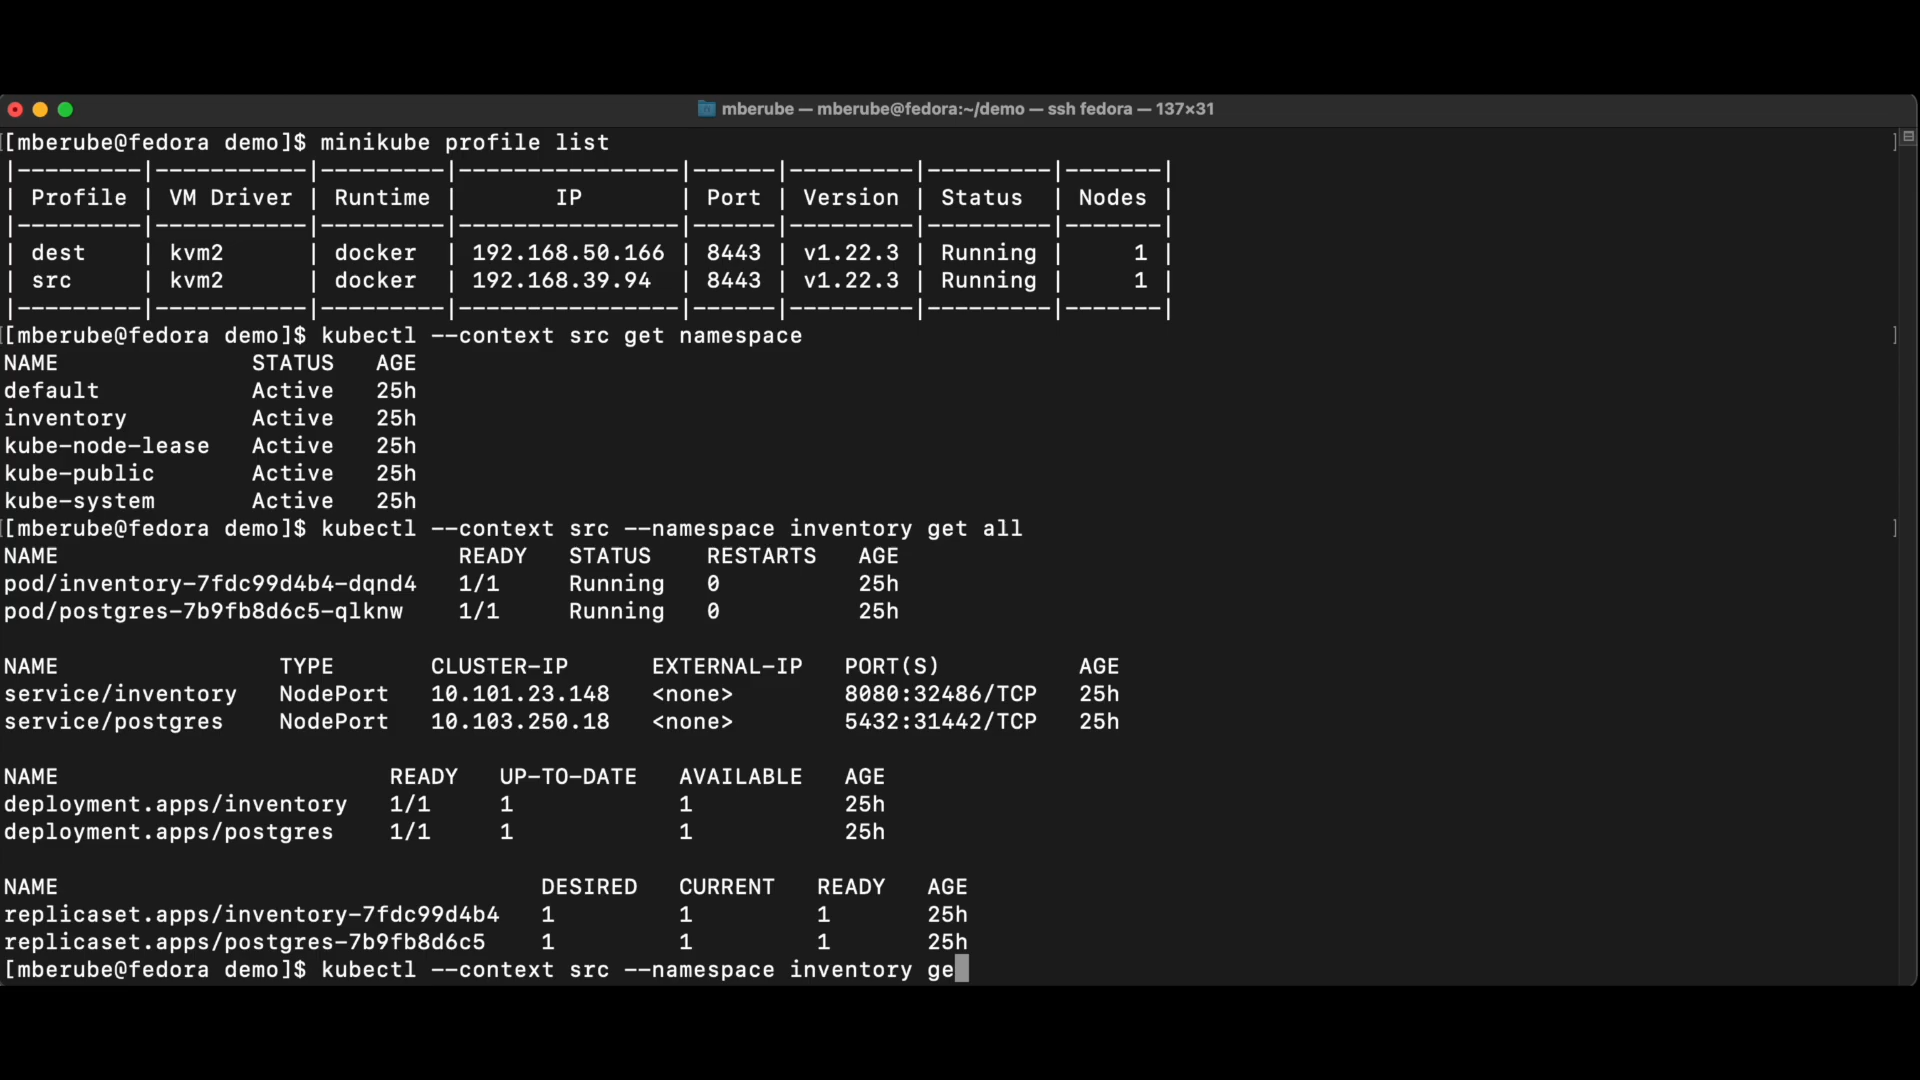 mberube — mberube@fedora:~/demo — ssh fedora — 137×31
[mberube@fedora demo]$ minikube profile list
|---------|-----------|---------|----------------|------|---------|---------|-------|
| Profile | VM Driver | Runtime |       IP       | Port | Version | Status  | Nodes |
|---------|-----------|---------|----------------|------|---------|---------|-------|
| dest    | kvm2      | docker  | 192.168.50.166 | 8443 | v1.22.3 | Running |     1 |
| src     | kvm2      | docker  | 192.168.39.94  | 8443 | v1.22.3 | Running |     1 |
|---------|-----------|---------|----------------|------|---------|---------|-------|
[mberube@fedora demo]$ kubectl --context src get namespace
NAME              STATUS   AGE
default           Active   25h
inventory         Active   25h
kube-node-lease   Active   25h
kube-public       Active   25h
kube-system       Active   25h
[mberube@fedora demo]$ kubectl --context src --namespace inventory get all
NAME                             READY   STATUS    RESTARTS   AGE
pod/inventory-7fdc99d4b4-dqnd4   1/1     Running   0          25h
pod/postgres-7b9fb8d6c5-qlknw    1/1     Running   0          25h
NAME                TYPE       CLUSTER-IP      EXTERNAL-IP   PORT(S)          AGE
service/inventory   NodePort   10.101.23.148   <none>        8080:32486/TCP   25h
service/postgres    NodePort   10.103.250.18   <none>        5432:31442/TCP   25h
NAME                        READY   UP-TO-DATE   AVAILABLE   AGE
deployment.apps/inventory   1/1     1            1           25h
deployment.apps/postgres    1/1     1            1           25h
NAME                                   DESIRED   CURRENT   READY   AGE
replicaset.apps/inventory-7fdc99d4b4   1         1         1       25h
replicaset.apps/postgres-7b9fb8d6c5    1         1         1       25h
[mberube@fedora demo]$ kubectl --context src --namespace inventory ge